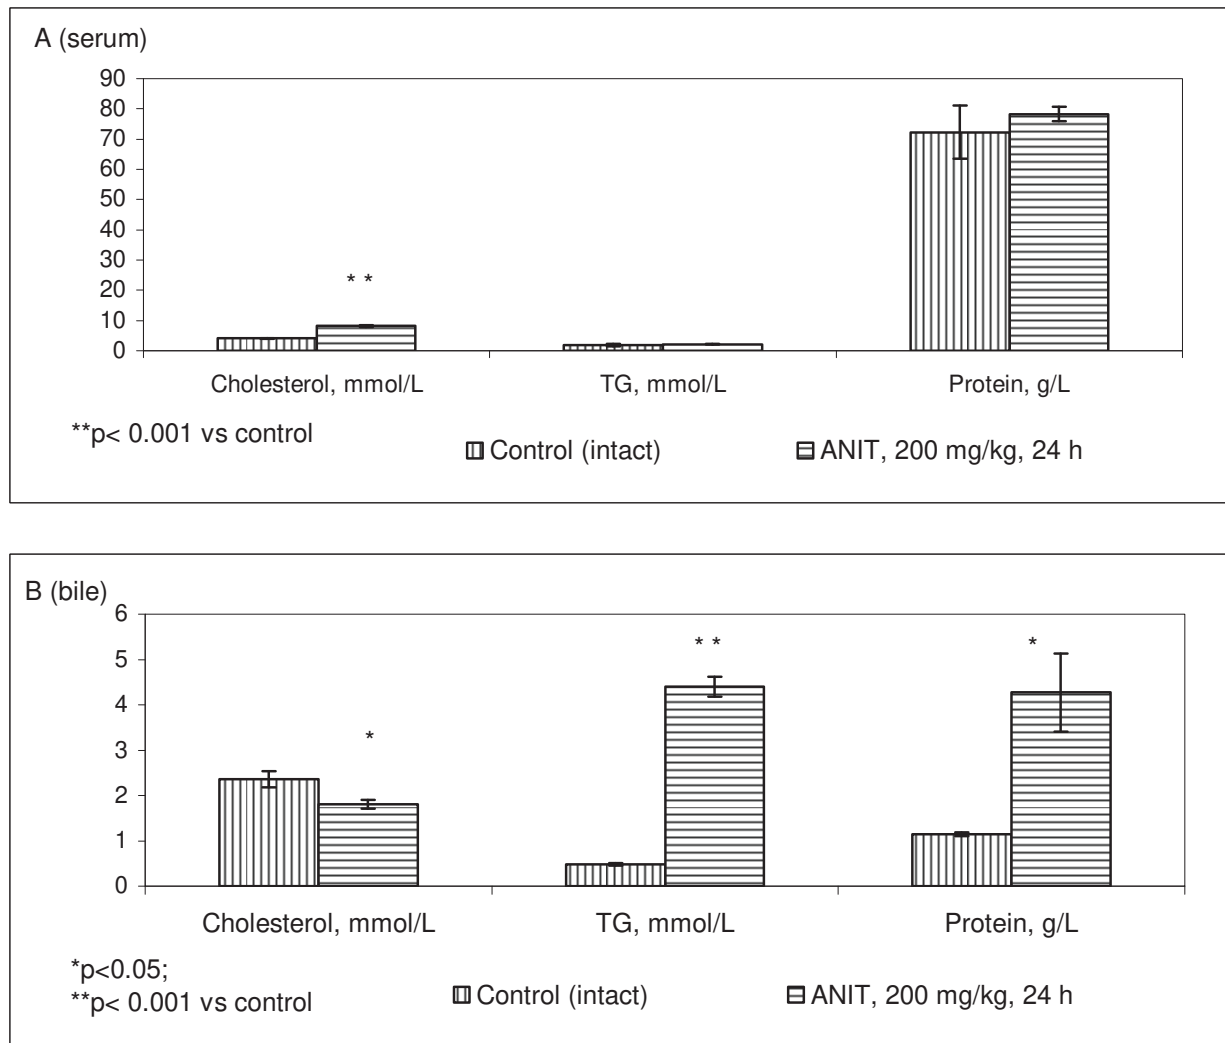 A (serum)
90
80
70
60
50
40
30
20
10
0
* *
Cholesterol, mmol/L TG, mmol/L Protein, g/L
**p< 0.001 vs control
Control (intact) ANIT, 200 mg/kg, 24 h
B (bile)
6
5
4
3
2
1
0
* * *
*
Cholesterol, mmol/L TG, mmol/L Protein, g/L
*p<0.05;
**p< 0.001 vs control
Control (intact) ANIT, 200 mg/kg, 24 h